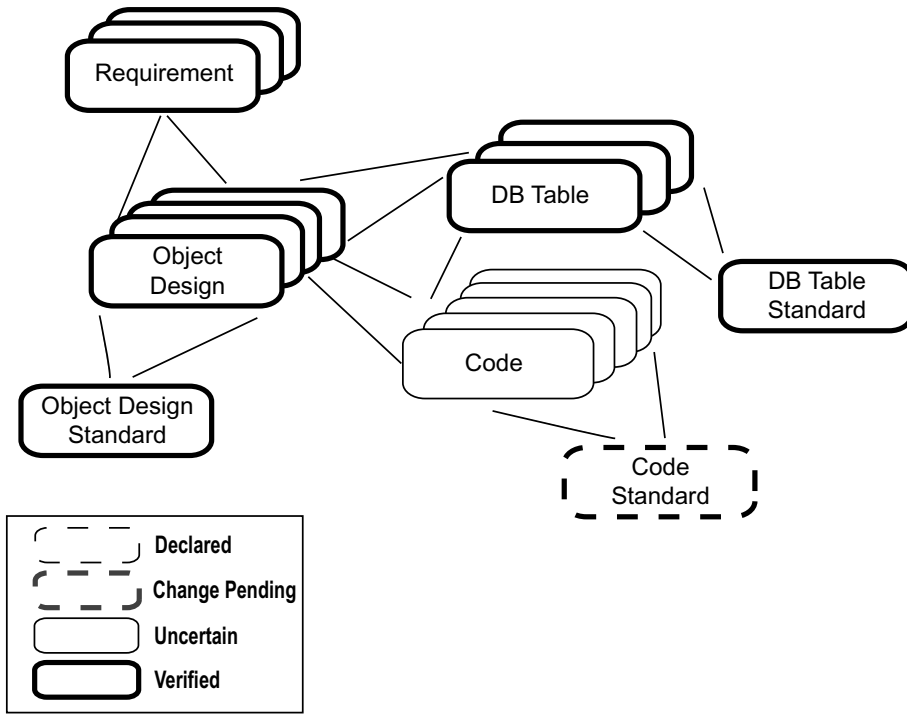 Requirement
DB Table
Object
Design
DB Table
Standard
Code
Object Design
Standard
Code
Standard
Declared
Change Pending
Uncertain
Verified